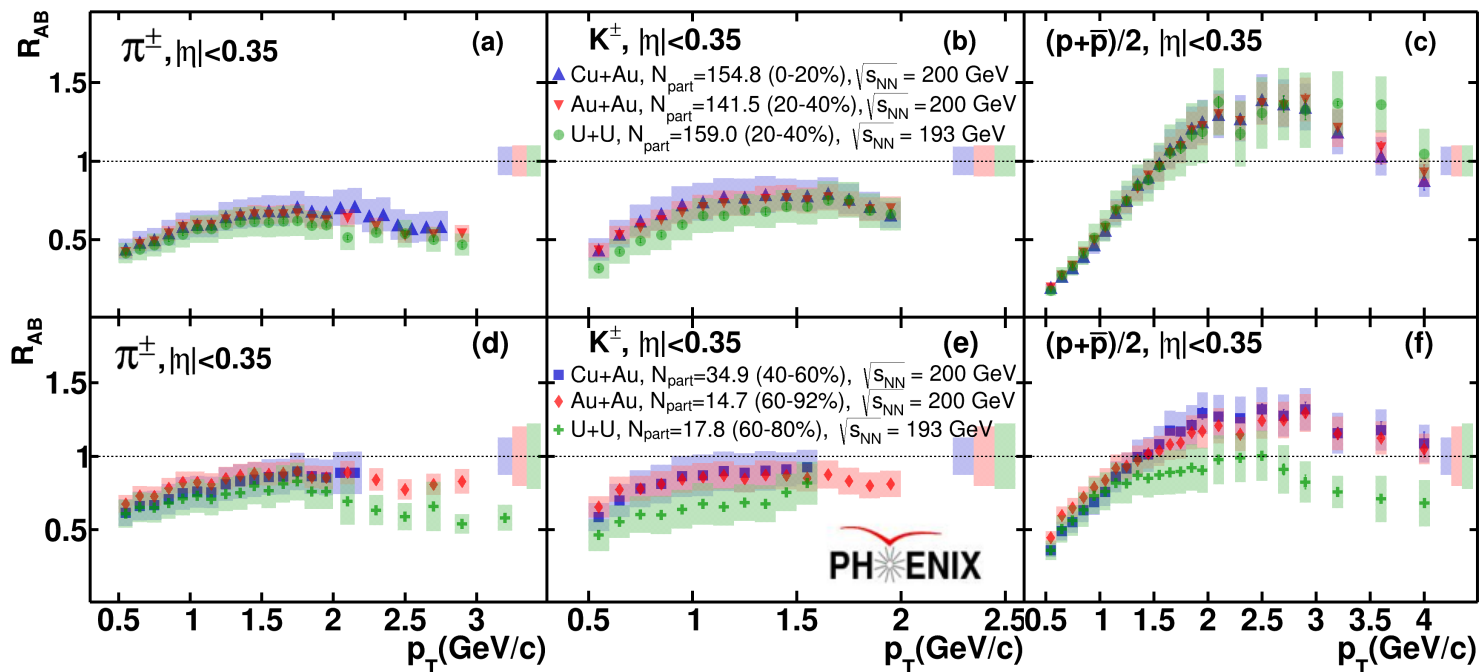 R_AB
π±, |η|<0.35 (a)
K±, |η|<0.35 (b)
(p+p̄)/2, |η|<0.35 (c)
Cu+Au, N_part=154.8 (0-20%), √s_NN = 200 GeV
Au+Au, N_part=141.5 (20-40%), √s_NN = 200 GeV
U+U, N_part=159.0 (20-40%), √s_NN = 193 GeV
1.5
1
0.5
R_AB
π±, |η|<0.35 (d)
K±, |η|<0.35 (e)
(p+p̄)/2, |η|<0.35 (f)
Cu+Au, N_part=34.9 (40-60%), √s_NN = 200 GeV
Au+Au, N_part=14.7 (60-92%), √s_NN = 200 GeV
U+U, N_part=17.8 (60-80%), √s_NN = 193 GeV
1.5
1
0.5
PHENIX
0.5 1 1.5 2 2.5 3
0.5 1 1.5 2 2.5
0.5 1 1.5 2 2.5 3 3.5 4
p_T(GeV/c)
p_T(GeV/c)
p_T(GeV/c)